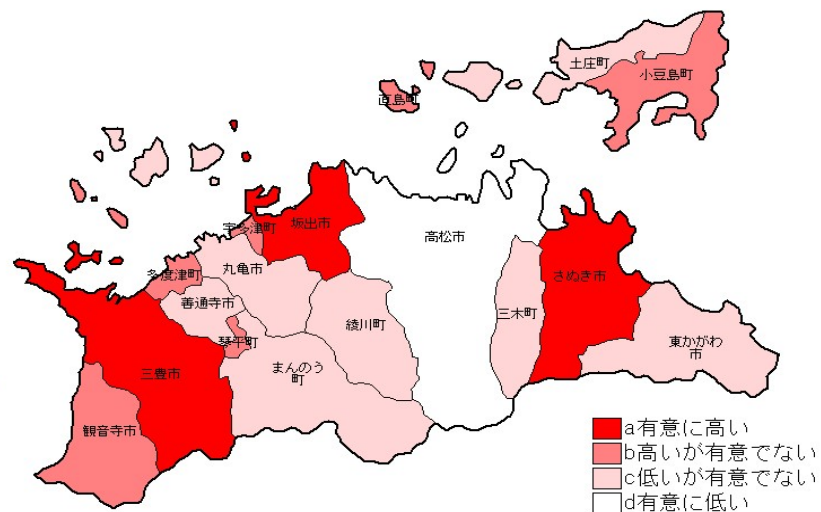 土庄町
小豆島町
直島町
宇多津町
坂出市
高松市
多度津町
丸亀市
さぬき市
善通寺市
綾川町
三木町
琴平町
東かがわ
市
まんのう
町
三豊市
観音寺市
a有意に高い
b高いが有意でない
c低いが有意でない
d有意に低い